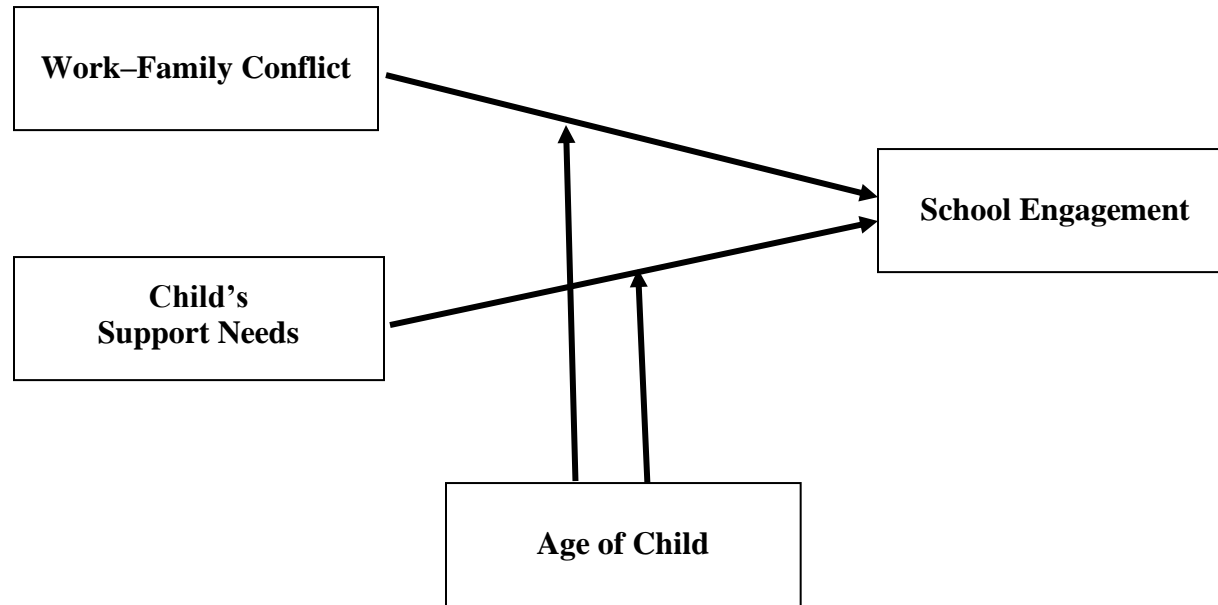 Work–Family Conflict
School Engagement
Child’s
Support Needs
Age of Child